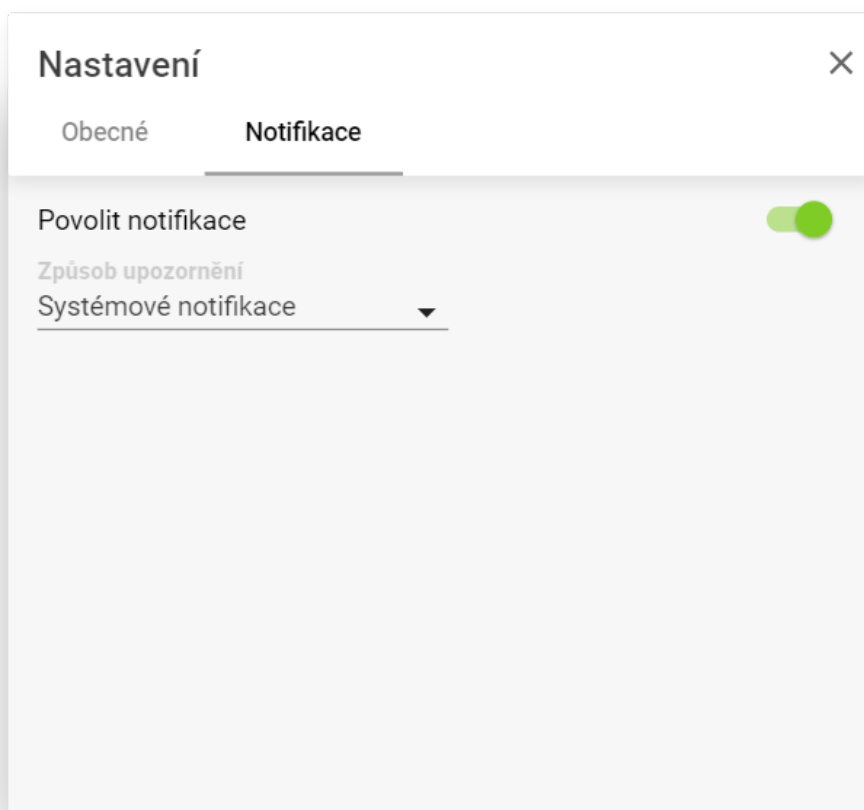 Nastavení
Obecné Notifikace
Povolit notifikace
Způsob upozornění
Systémové notifikace